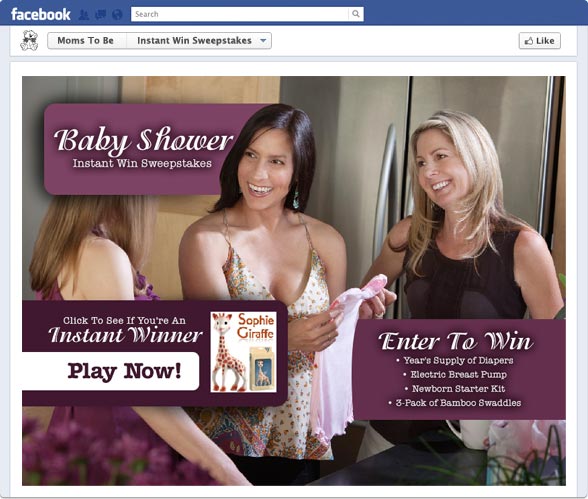 facebook
Search
Moms To Be
Instant Win Sweepstakes
Like
Baby Shower
Instant Win Sweepstakes
Click To See If You're An
Instant Winner
Play Now!
Sophie
Giraffe
Enter To Win
• Year's Supply of Diapers
• Electric Breast Pump
• Newborn Starter Kit
• 3-Pack of Bamboo Swaddles